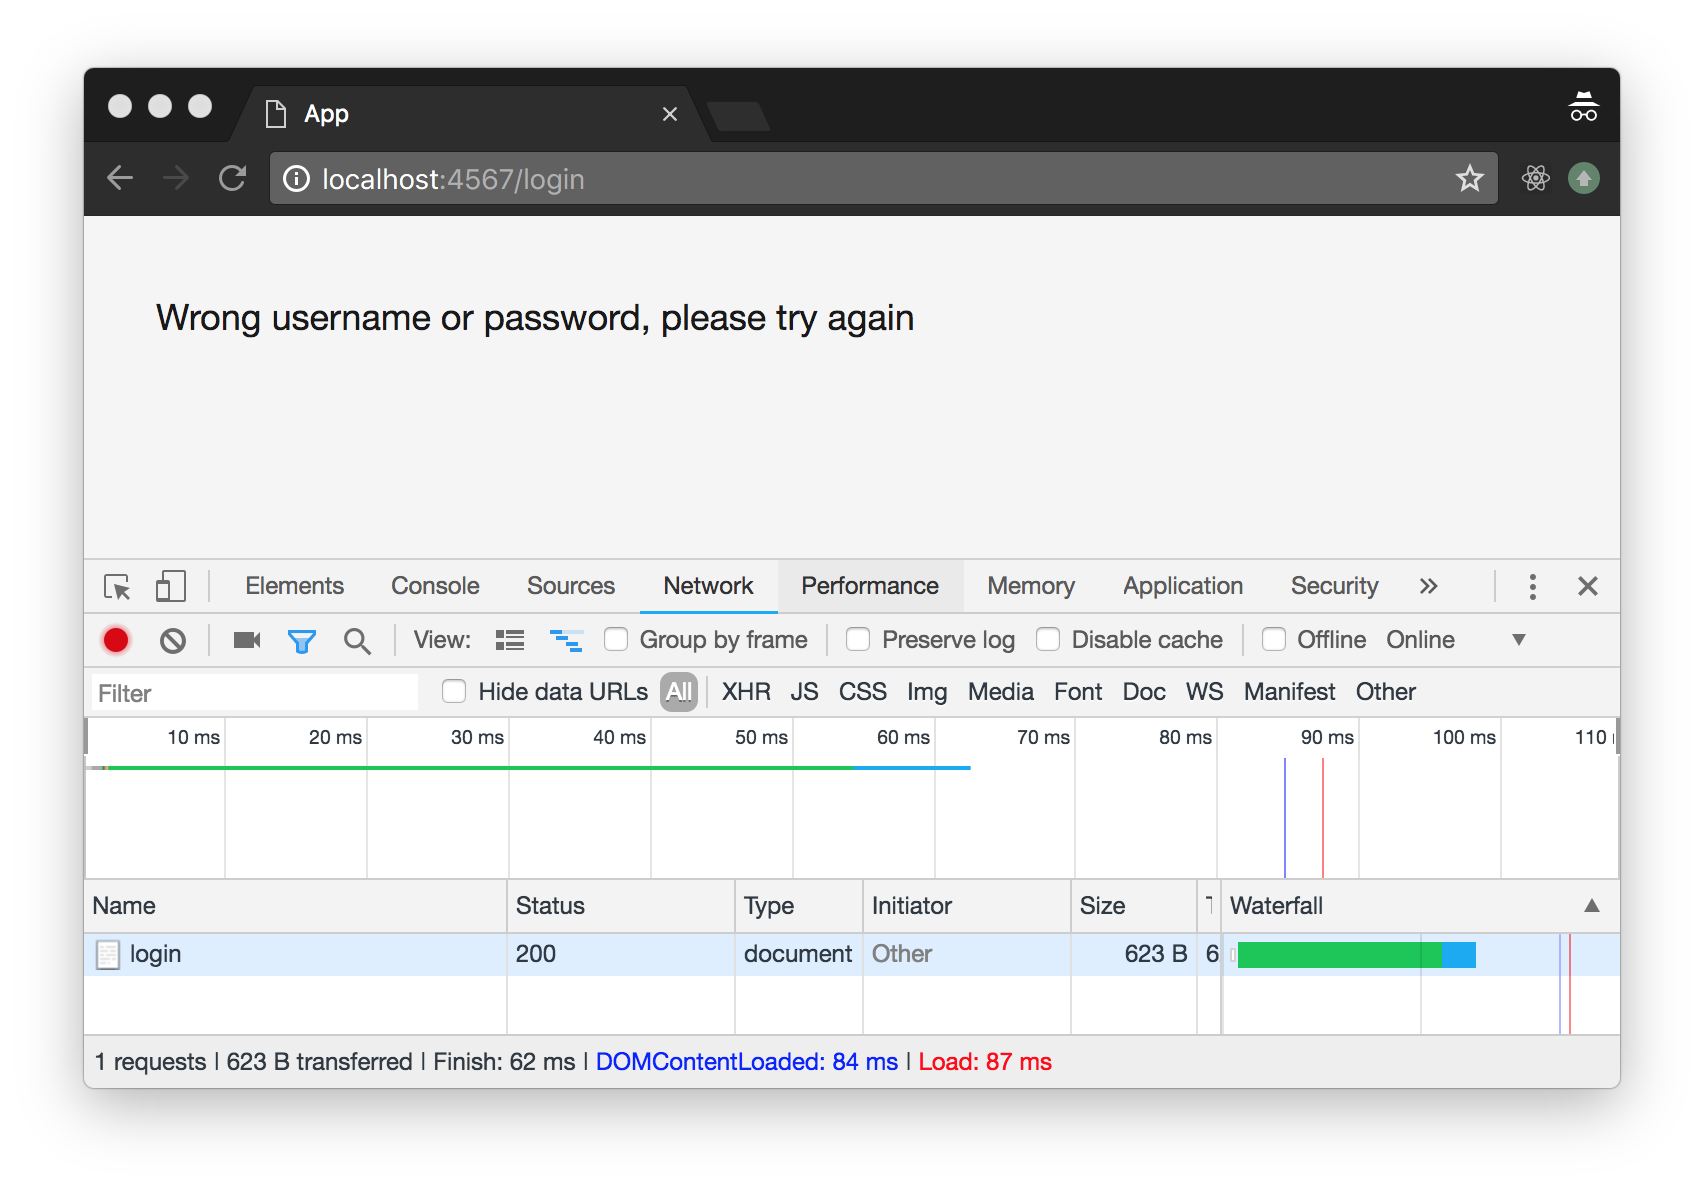 App
localhost:4567/login
Wrong username or password, please try again
Elements Console Sources Network Performance Memory Application Security »
View: Group by frame Preserve log Disable cache Offline Online
Filter Hide data URLs All XHR JS CSS Img Media Font Doc WS Manifest Other
10 ms 20 ms 30 ms 40 ms 50 ms 60 ms 70 ms 80 ms 90 ms 100 ms 110
Name Status Type Initiator Size Waterfall
login 200 document Other 623 B 6
1 requests | 623 B transferred | Finish: 62 ms | DOMContentLoaded: 84 ms | Load: 87 ms